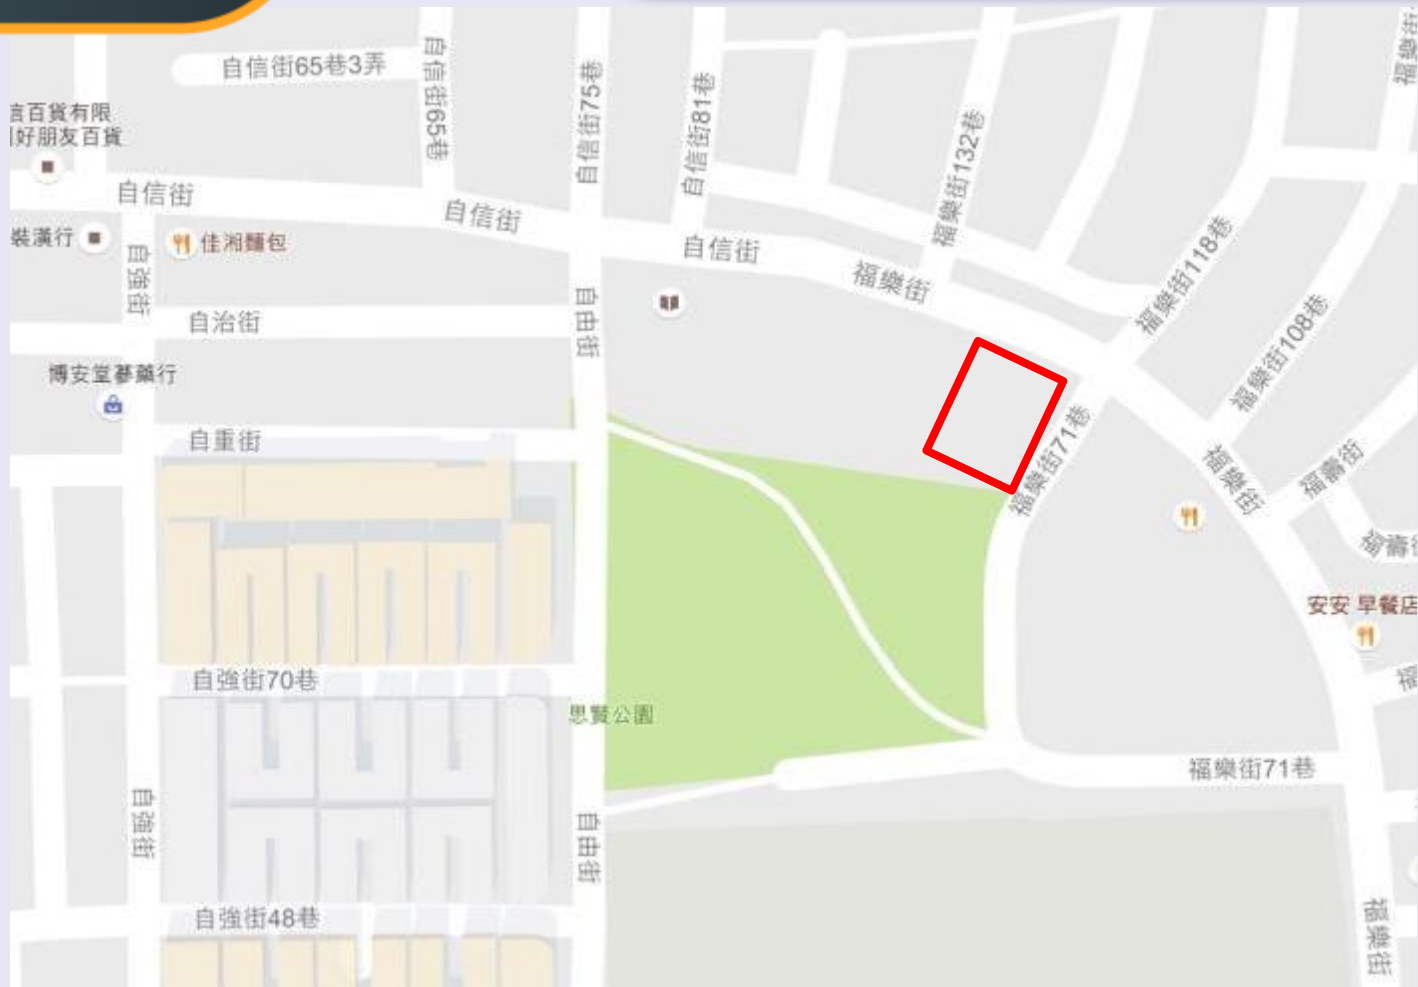 自信街65巷3弄
自信街65巷
自信街75巷
自信街81巷
福樂街132巷
福樂街
信百貨有限
好朋友百貨
自信街
自信街
自信街
福樂街
福樂街118巷
福樂街108巷
裝潢行
佳湘麵包
自強街
自治街
自由街
博安堂蔘藥行
自重街
福樂街71巷
福樂街
福壽街
福壽街
安安 早餐店
福
自強街70巷
思賢公園
福樂街71巷
自強街
自由街
自強街48巷
福樂街